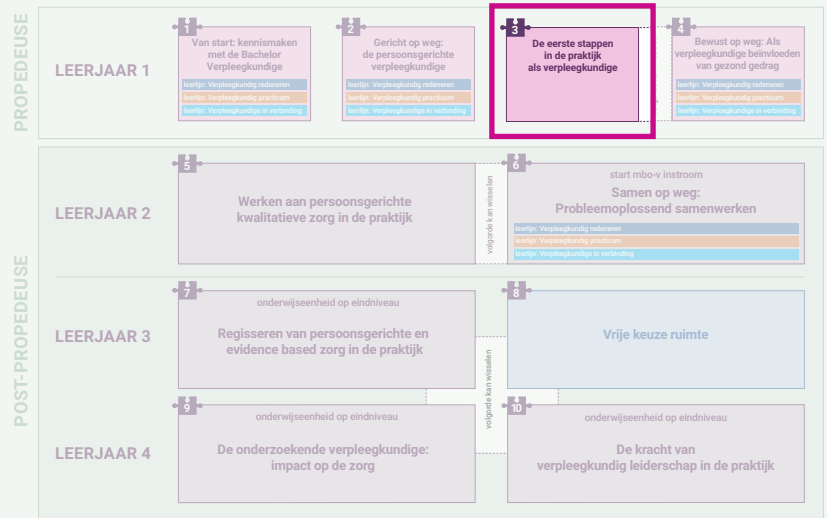 PROPEDEUSE
LEERJAAR 1
1
Van start: kennismaken
met de Bachelor
Verpleegkundige
leerlijn: Verpleegkundig redeneren
leerlijn: Verpleegkundig practicum
leerlijn: Verpleegkundige in verbinding
2
Gericht op weg:
de persoonsgerichte
verpleegkundige
leerlijn: Verpleegkundig redeneren
leerlijn: Verpleegkundig practicum
leerlijn: Verpleegkundige in verbinding
3
De eerste stappen
in de praktijk
als verpleegkundige
4
Bewust op weg: Als
verpleegkundige beïnvloeden
van gezond gedrag
leerlijn: Verpleegkundig redeneren
leerlijn: Verpleegkundig practicum
leerlijn: Verpleegkundige in verbinding
POST-PROPEDEUSE
LEERJAAR 2
5
Werken aan persoonsgerichte
kwalitatieve zorg in de praktijk
volgorde kan wisselen
6
start mbo-v instroom
Samen op weg:
Probleemoplossend samenwerken
leerlijn: Verpleegkundig redeneren
leerlijn: Verpleegkundig practicum
leerlijn: Verpleegkundige in verbinding
LEERJAAR 3
7
onderwijseenheid op eindniveau
Regisseren van persoonsgerichte en
evidence based zorg in de praktijk
8
Vrije keuze ruimte
volgorde kan wisselen
LEERJAAR 4
9
onderwijseenheid op eindniveau
De onderzoekende verpleegkundige:
impact op de zorg
10
onderwijseenheid op eindniveau
De kracht van
verpleegkundig leiderschap in de praktijk